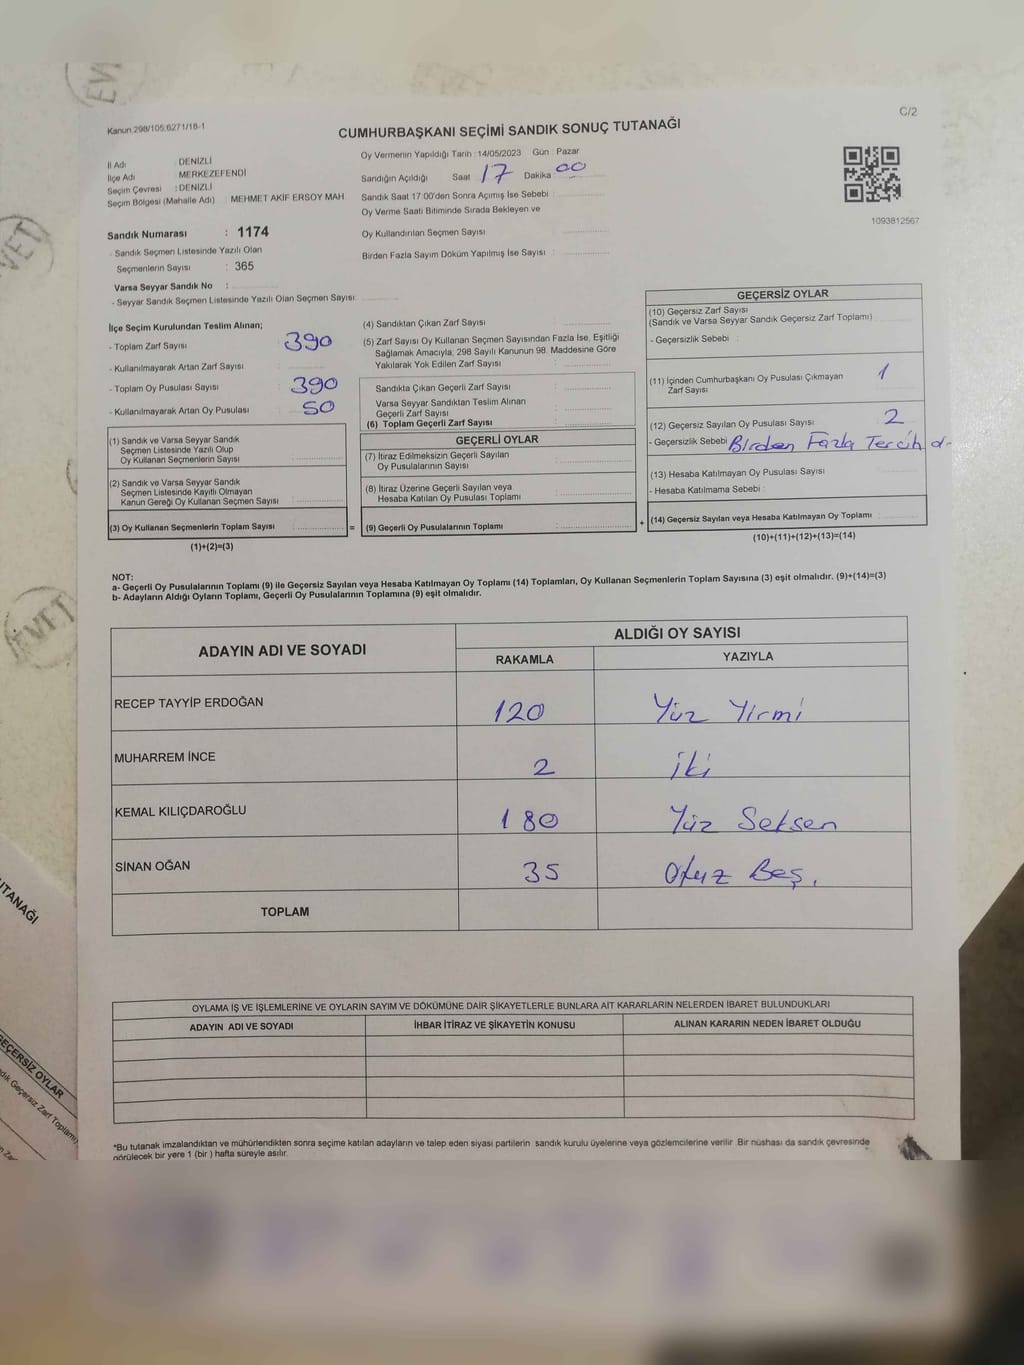 EVET
C/2
Kanun.298/105;6271/16-1
CUMHURBAŞKANI SEÇİMİ SANDIK SONUÇ TUTANAĞI
İl Adı : DENİZLİ
İlçe Adı : MERKEZEFENDİ
Seçim Çevresi : DENİZLİ
Seçim Bölgesi (Mahalle Adı) : MEHMET AKİF ERSOY MAH
Oy Vermenin Yapıldığı Tarih : 14/05/2023 Gün : Pazar
Sandığın Açıldığı Saat 17 Dakika 00
Sandık Saat 17:00'den Sonra Açımış İse Sebebi :
Oy Verme Saati Bitiminde Sırada Bekleyen ve
Oy Kullandırılan Seçmen Sayısı
Birden Fazla Sayım Döküm Yapılmış İse Sayısı :
1093812567
Sandık Numarası : 1174
- Sandık Seçmen Listesinde Yazılı Olan
Seçmenlerin Sayısı : 365
Varsa Seyyar Sandık No :
- Seyyar Sandık Seçmen Listesinde Yazılı Olan Seçmen Sayısı:
İlçe Seçim Kurulundan Teslim Alınan;
- Toplam Zarf Sayısı 390
- Kullanılmayarak Artan Zarf Sayısı :
- Toplam Oy Pusulası Sayısı 390
- Kullanılmayarak Artan Oy Pusulası 50
(1) Sandık ve Varsa Seyyar Sandık
Seçmen Listesinde Yazılı Olup
Oy Kullanan Seçmenlerin Sayısı
(2) Sandık ve Varsa Seyyar Sandık
Seçmen Listesinde Kayıtlı Olmayan
Kanun Gereği Oy Kullanan Seçmen Sayısı :
(3) Oy Kullanan Seçmenlerin Toplam Sayısı :
(1)+(2)=(3)
=
(4) Sandıktan Çıkan Zarf Sayısı
(5) Zarf Sayısı Oy Kullanan Seçmen Sayısından Fazla İse, Eşitliği
Sağlamak Amacıyla; 298 Sayılı Kanunun 98. Maddesine Göre
Yakılarak Yok Edilen Zarf Sayısı :
Sandıkta Çıkan Geçerli Zarf Sayısı :
Varsa Seyyar Sandıktan Teslim Alınan
Geçerli Zarf Sayısı :
(6) Toplam Geçerli Zarf Sayısı :
GEÇERLİ OYLAR
(7) İtiraz Edilmeksizin Geçerli Sayılan
Oy Pusulalarının Sayısı :
(8) İtiraz Üzerine Geçerli Sayılan veya
Hesaba Katılan Oy Pusulası Toplamı :
(9) Geçerli Oy Pusulalarının Toplamı :
+
GEÇERSİZ OYLAR
(10) Geçersiz Zarf Sayısı
(Sandık ve Varsa Seyyar Sandık Geçersiz Zarf Toplamı)
- Geçersizlik Sebebi :
(11) İçinden Cumhurbaşkanı Oy Pusulası Çıkmayan
Zarf Sayısı 1
(12) Geçersiz Sayılan Oy Pusulası Sayısı 2
- Geçersizlik Sebebi Birden Fazla Tercih d-
(13) Hesaba Katılmayan Oy Pusulası Sayısı
- Hesaba Katılmama Sebebi :
(14) Geçersiz Sayılan veya Hesaba Katılmayan Oy Toplamı :
(10)+(11)+(12)+(13)=(14)
NOT:
a- Geçerli Oy Pusulalarının Toplamı (9) ile Geçersiz Sayılan veya Hesaba Katılmayan Oy Toplamı (14) Toplamları, Oy Kullanan Seçmenlerin Toplam Sayısına (3) eşit olmalıdır. (9)+(14)=(3)
b- Adayların Aldığı Oyların Toplamı, Geçerli Oy Pusulalarının Toplamına (9) eşit olmalıdır.
ADAYIN ADI VE SOYADI
ALDIĞI OY SAYISI
RAKAMLA YAZIYLA
RECEP TAYYİP ERDOĞAN 120 Yüz Yirmi
MUHARREM İNCE 2 iki
KEMAL KILIÇDAROĞLU 180 Yüz Seksen
SİNAN OĞAN 35 Otuz Beş.
TOPLAM
OYLAMA İŞ VE İŞLEMLERİNE VE OYLARIN SAYIM VE DÖKÜMÜNE DAİR ŞİKAYETLERLE BUNLARA AİT KARARLARIN NELERDEN İBARET BULUNDUKLARI
ADAYIN ADI VE SOYADI İHBAR İTİRAZ VE ŞİKAYETİN KONUSU ALINAN KARARIN NEDEN İBARET OLDUĞU
*Bu tutanak imzalandıktan ve mühürlendikten sonra seçime katılan adayların ve talep eden siyasi partilerin sandık kurulu üyelerine veya gözlemcilerine verilir. Bir nüshası da sandık çevresinde
görülecek bir yere 1 (bir ) hafta süreyle asılır.
EVET
EVET
TUTANAĞI
GEÇERSİZ OYLAR